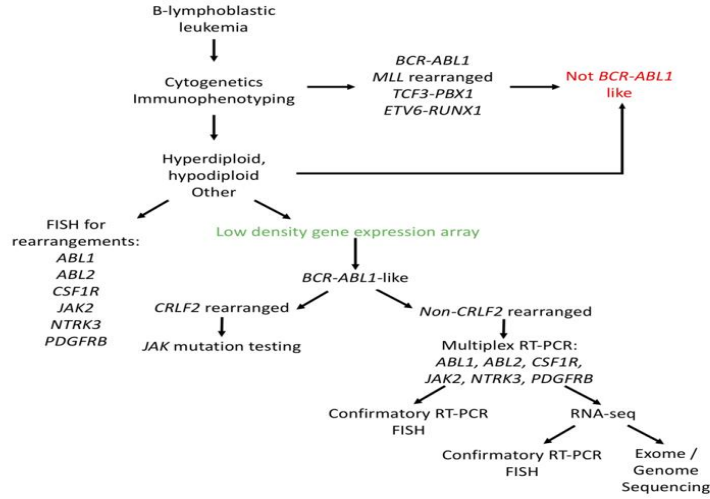 B-lymphoblastic
leukemia
Cytogenetics
Immunophenotyping
BCR-ABL1
MLL rearranged
TCF3-PBX1
ETV6-RUNX1
Not BCR-ABL1
like
Hyperdiploid,
hypodiploid
Other
FISH for
rearrangements:
ABL1
ABL2
CSF1R
JAK2
NTRK3
PDGFRB
Low density gene expression array
BCR-ABL1-like
CRLF2 rearranged
JAK mutation testing
Non-CRLF2 rearranged
Multiplex RT-PCR:
ABL1, ABL2, CSF1R,
JAK2, NTRK3, PDGFRB
Confirmatory RT-PCR
FISH
RNA-seq
Confirmatory RT-PCR
FISH
Exome /
Genome
Sequencing